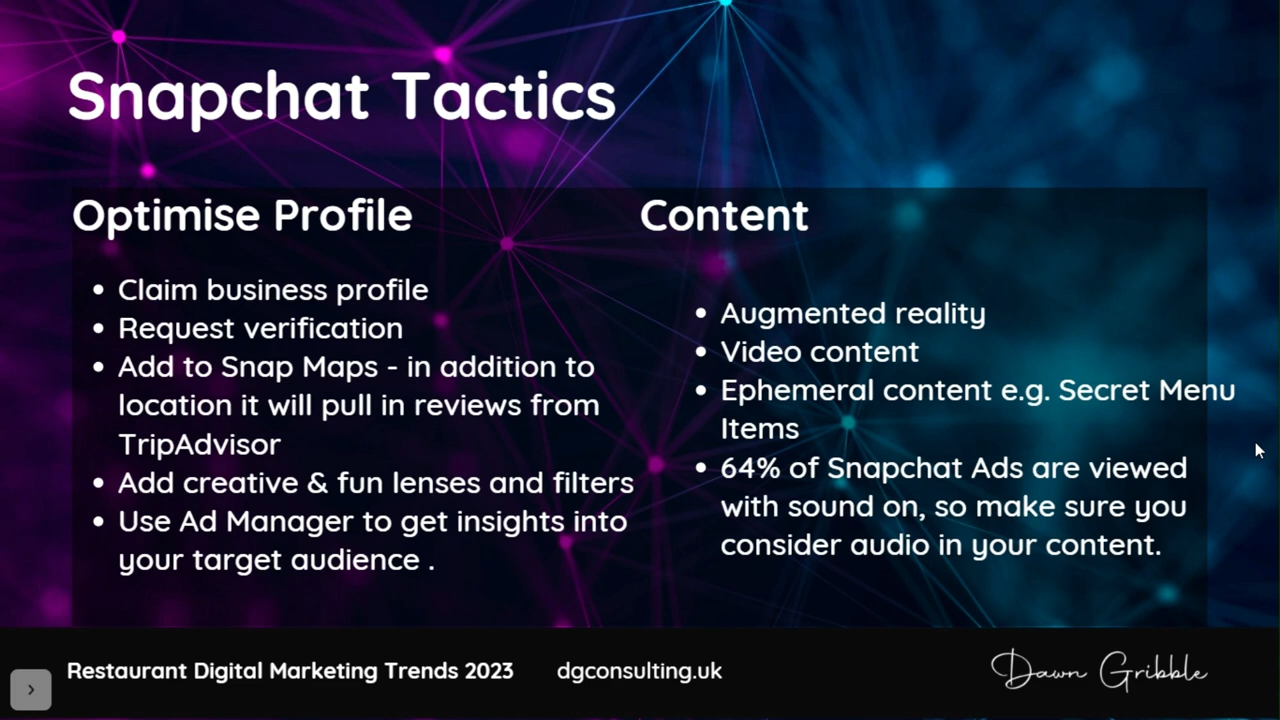 Snapchat Tactics
Optimise Profile
• Claim business profile
• Request verification
• Add to Snap Maps - in addition to
location it will pull in reviews from
TripAdvisor
• Add creative & fun lenses and filters
• Use Ad Manager to get insights into
your target audience .
Content
• Augmented reality
• Video content
• Ephemeral content e.g. Secret Menu
Items
• 64% of Snapchat Ads are viewed
with sound on, so make sure you
consider audio in your content.
Restaurant Digital Marketing Trends 2023
dgconsulting.uk
Dawn Gribble